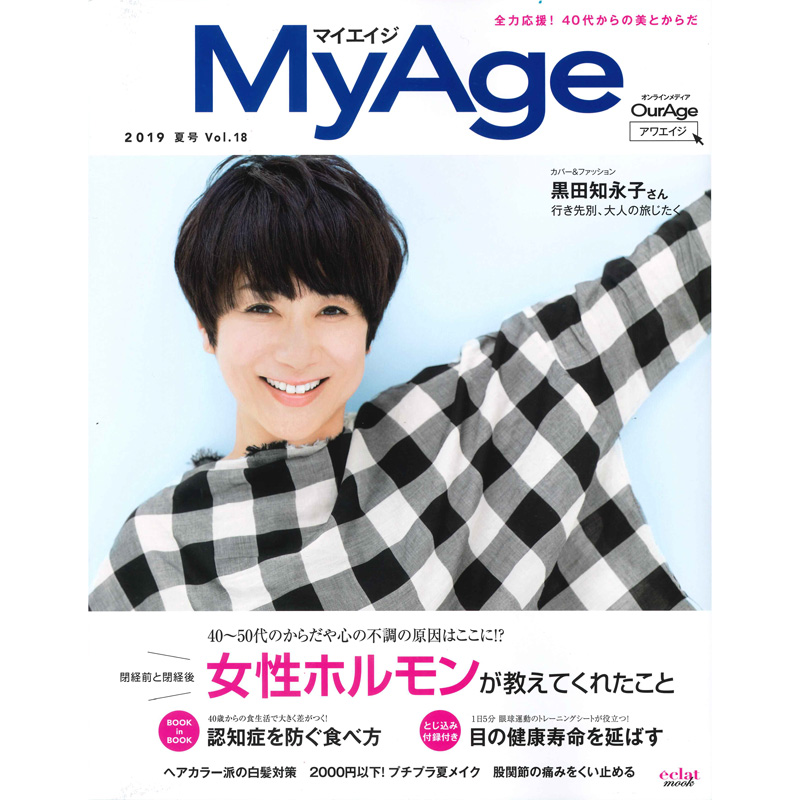 全力応援! 40代からの美とからだ
マイエイジ
MyAge
オンラインメディア
OurAge
アワエイジ
2019 夏号 Vol.18
カバー&ファッション
黒田知永子さん
行き先別、大人の旅じたく
40〜50代のからだや心の不調の原因はここに!?
閉経前と閉経後
女性ホルモンが教えてくれたこと
BOOK in BOOK
40歳からの食生活で大きく差がつく!
認知症を防ぐ食べ方
とじ込み付録付き
1日5分 眼球運動のトレーニングシートが役立つ!
目の健康寿命を延ばす
ヘアカラー派の白髪対策 2000円以下!プチプラ夏メイク 股関節の痛みをくい止める
éclat
mook